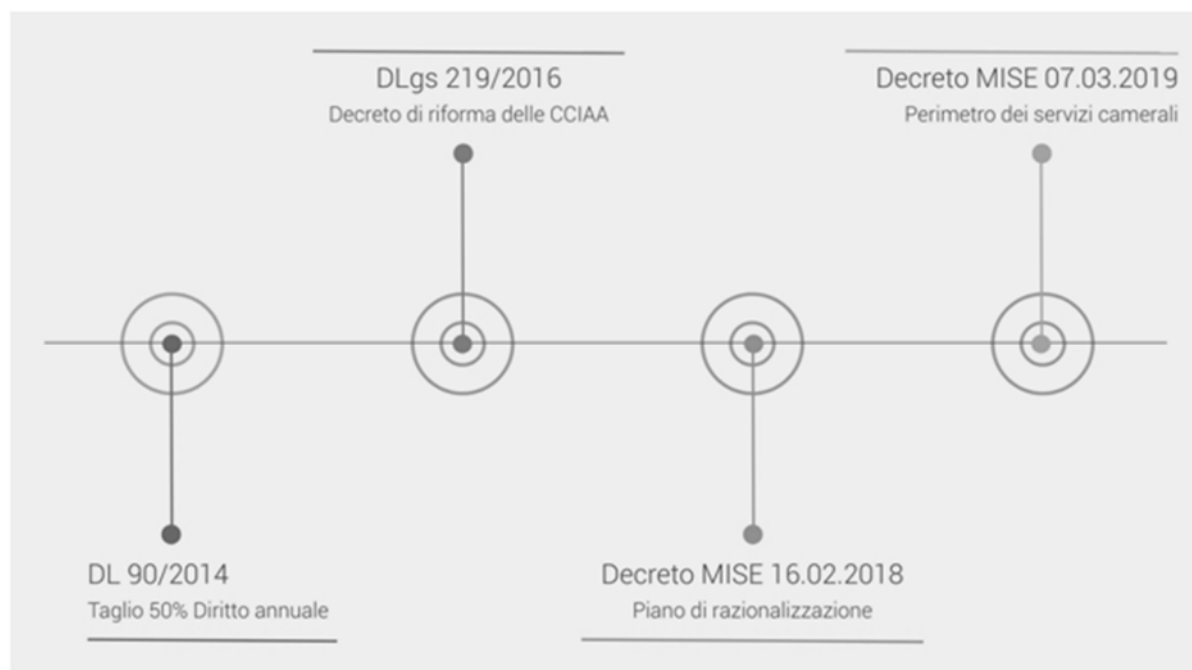 DLgs 219/2016
Decreto di riforma delle CCIAA
Decreto MISE 07.03.2019
Perimetro dei servizi camerali
DL 90/2014
Taglio 50% Diritto annuale
Decreto MISE 16.02.2018
Piano di razionalizzazione